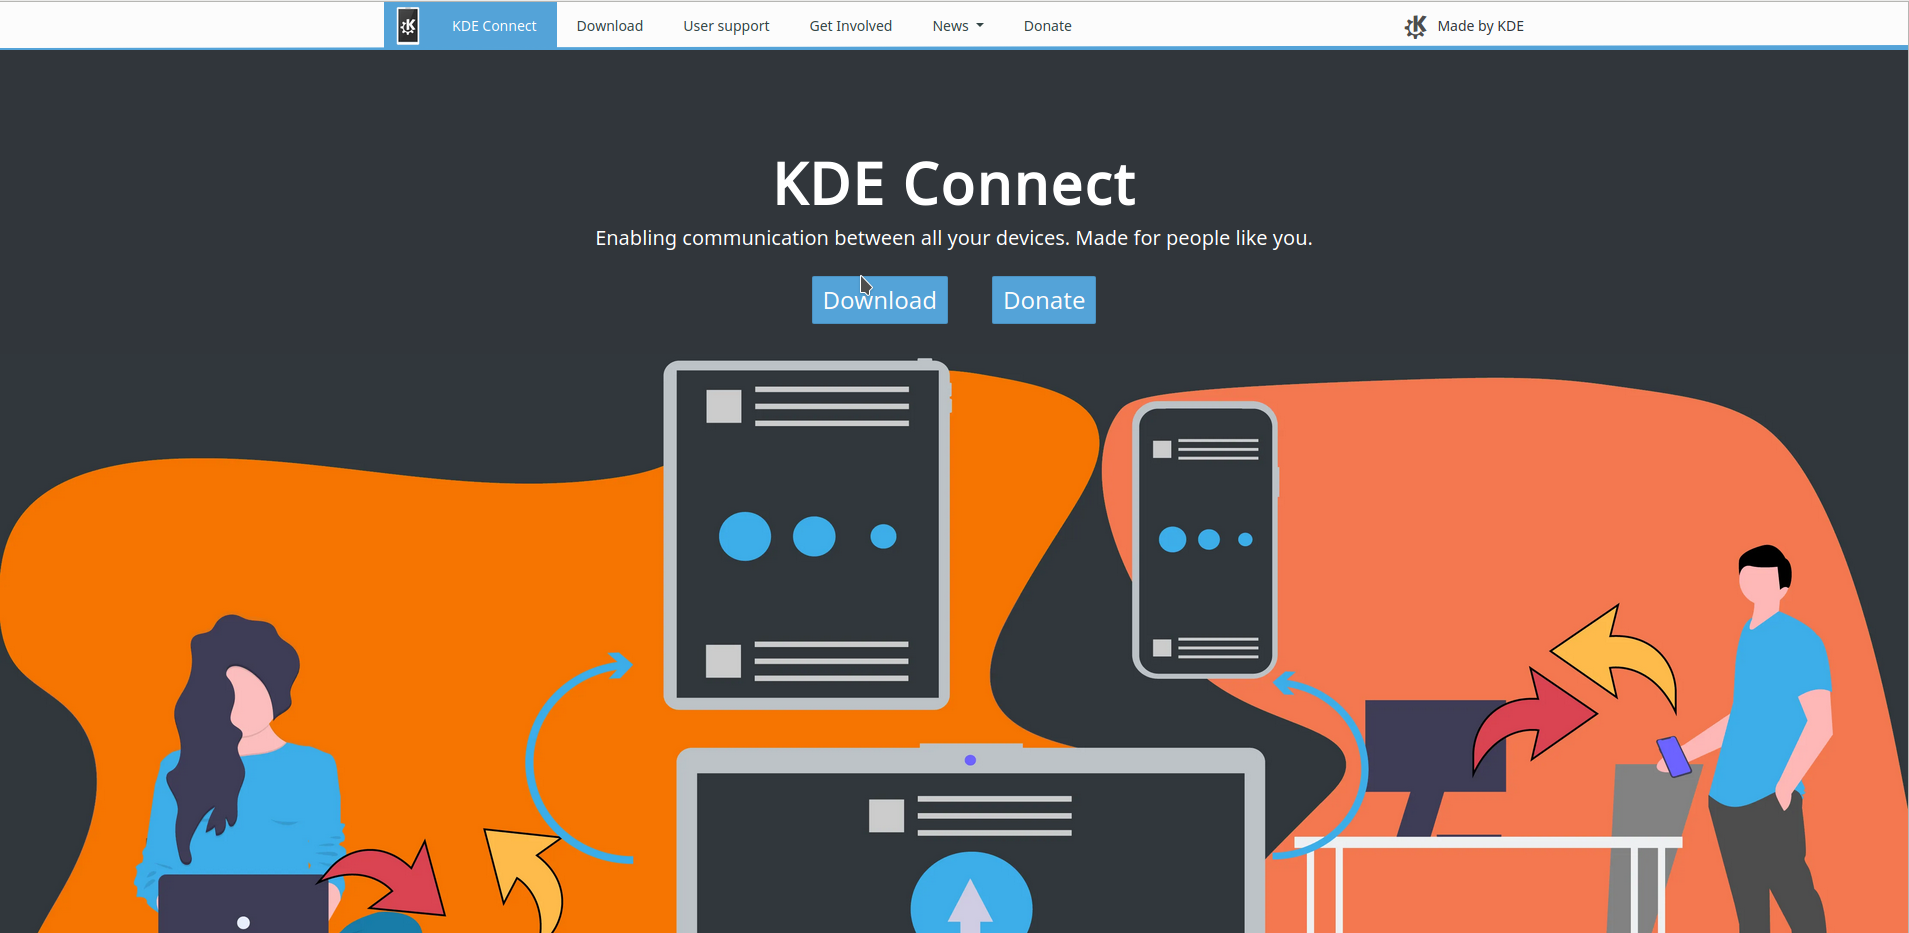 KDE Connect Download User support Get Involved News Donate Made by KDE
KDE Connect
Enabling communication between all your devices. Made for people like you.
Download Donate